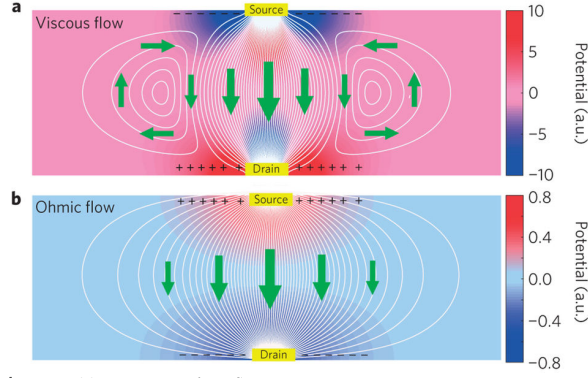 a
Viscous flow
Source
Drain
+ + + + + +
+ + + + + +
10
5
0
−5
−10
Potential (a.u.)
b
Ohmic flow
Source
+ + + + + +
+ + + + + +
Drain
0.8
0.4
0.0
−0.4
−0.8
Potential (a.u.)